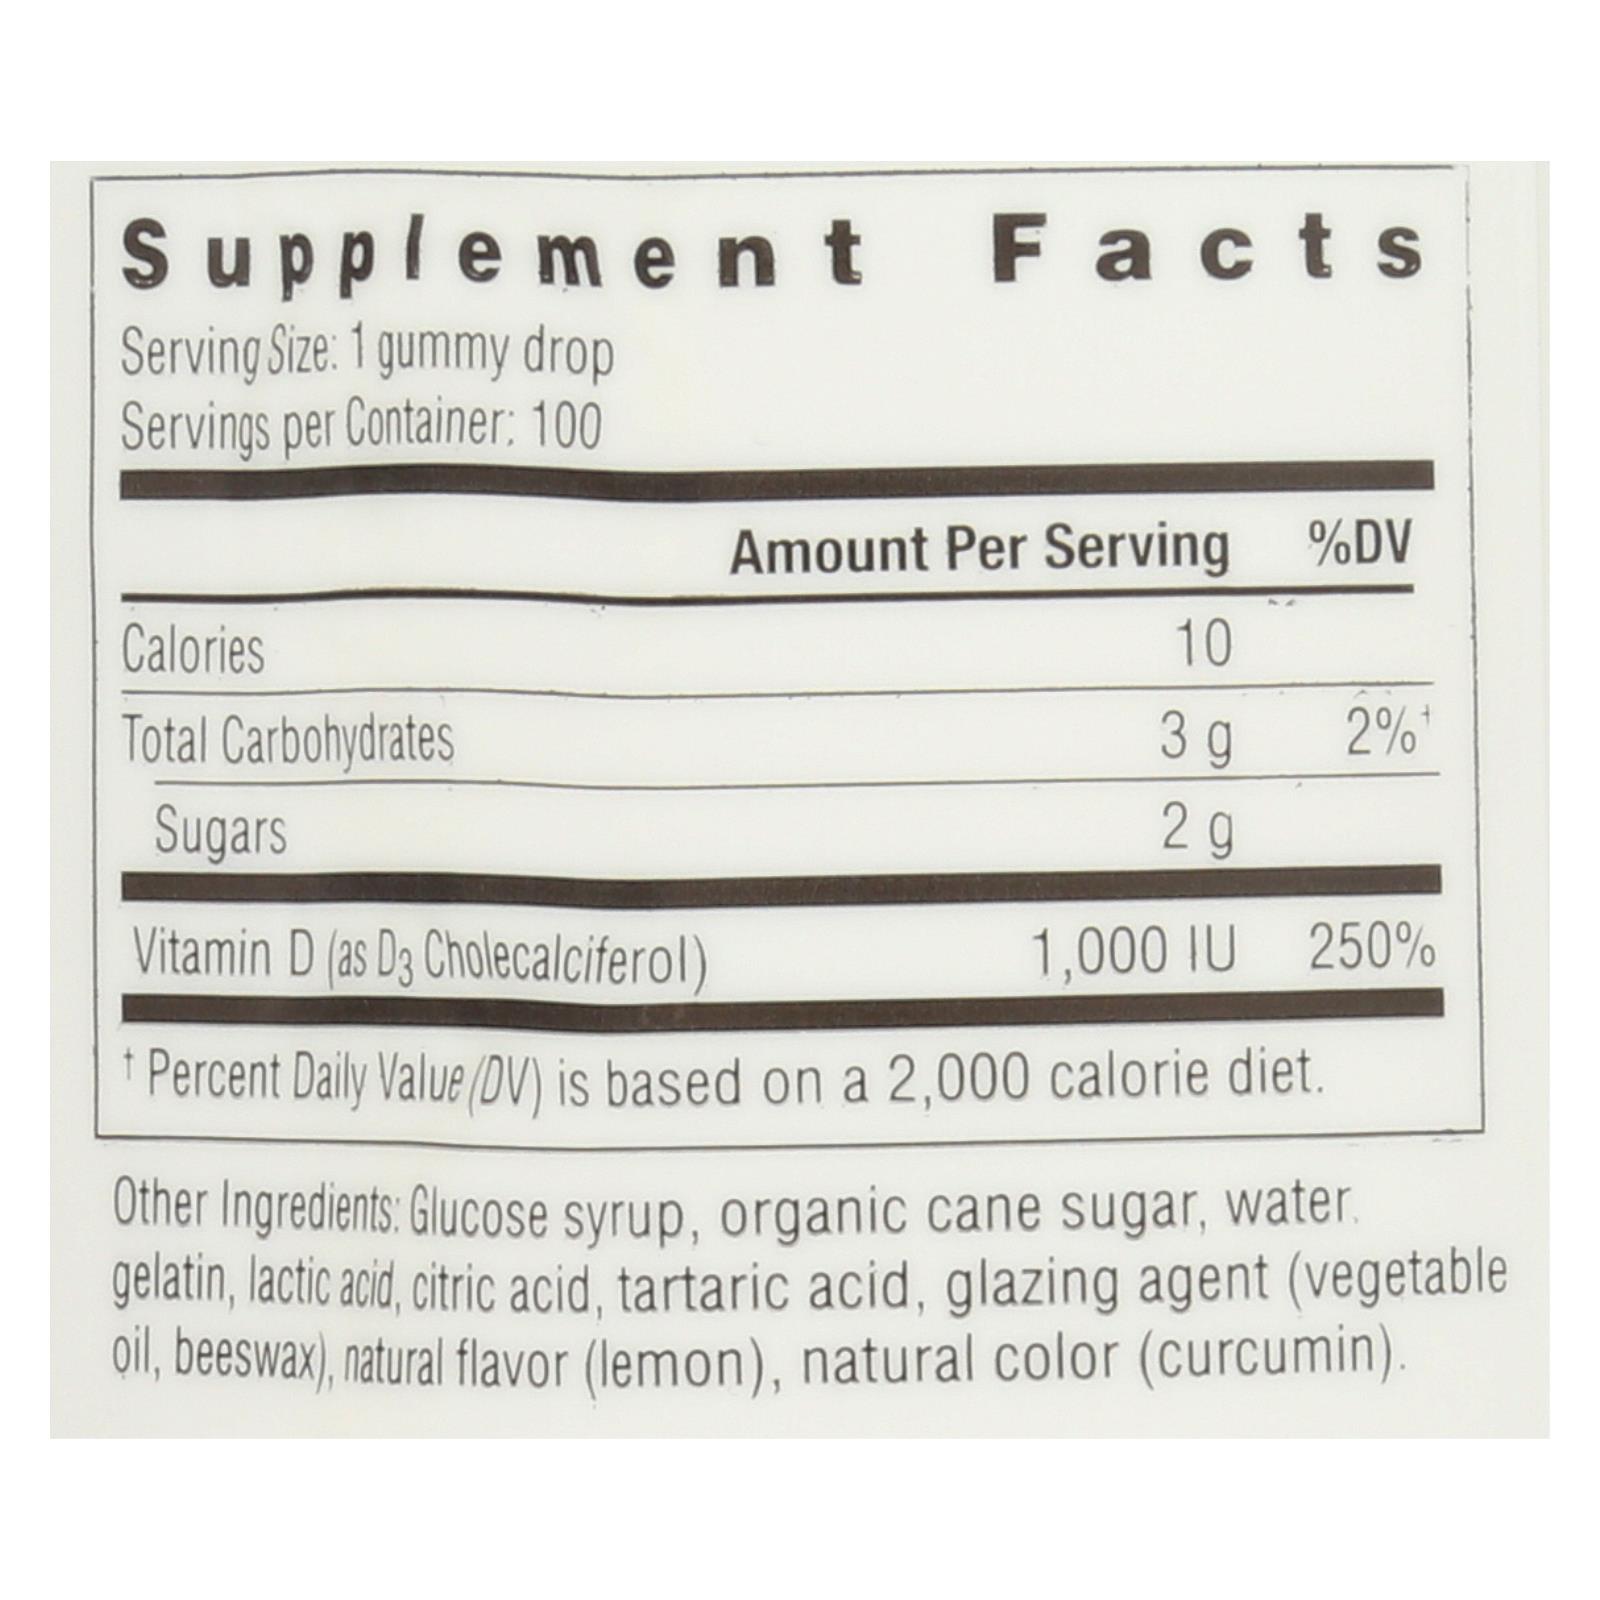 Supplement Facts
Serving Size: 1 gummy drop
Servings per Container: 100
Amount Per Serving %DV
Calories 10
Total Carbohydrates 3 g 2%†
Sugars 2 g
Vitamin D (as D3 Cholecalciferol) 1,000 IU 250%
† Percent Daily Value (DV) is based on a 2,000 calorie diet.
Other Ingredients: Glucose syrup, organic cane sugar, water.
gelatin, lactic acid, citric acid, tartaric acid, glazing agent (vegetable
oil, beeswax), natural flavor (lemon), natural color (curcumin).